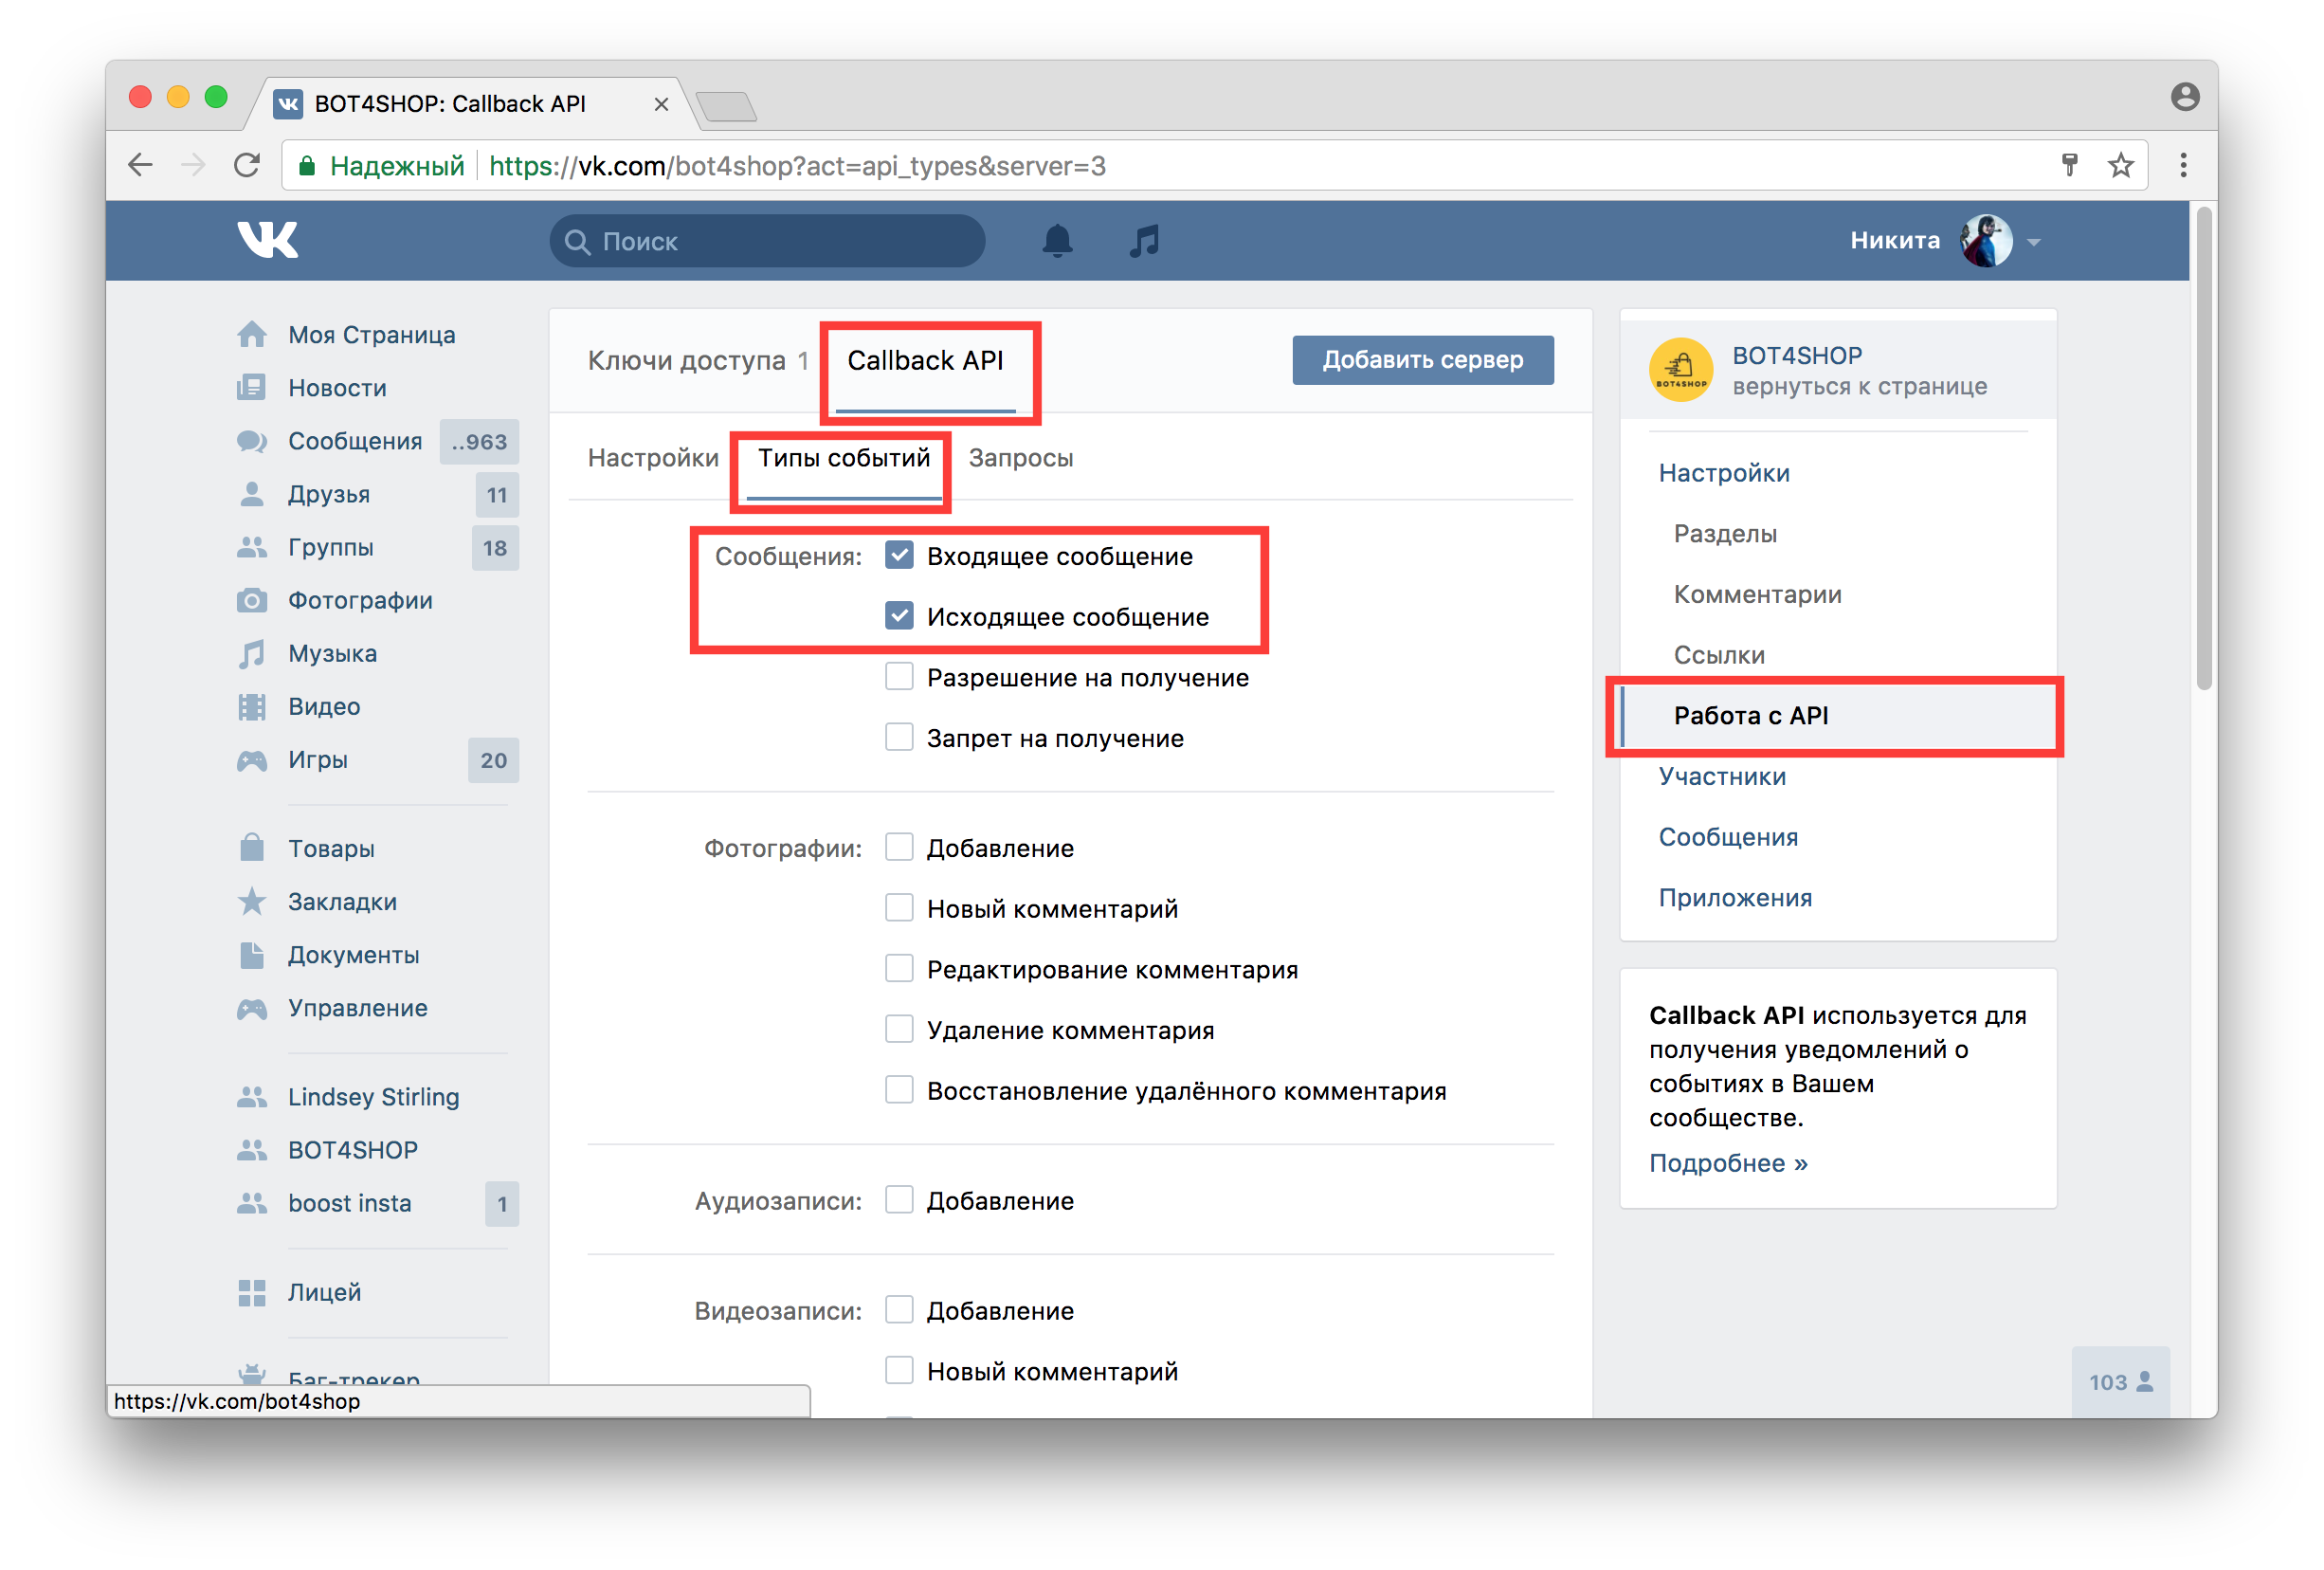 BOT4SHOP: Callback API
Надежный https://vk.com/bot4shop?act=api_types&server=3
Поиск
Никита
Моя Страница
Новости
Сообщения ..963
Друзья 11
Группы 18
Фотографии
Музыка
Видео
Игры 20
Товары
Закладки
Документы
Управление
Lindsey Stirling
BOT4SHOP
boost insta 1
Лицей
Баг-трекер
https://vk.com/bot4shop
Ключи доступа 1 Callback API Добавить сервер
Настройки Типы событий Запросы
Сообщения: Входящее сообщение
Исходящее сообщение
Разрешение на получение
Запрет на получение
Фотографии: Добавление
Новый комментарий
Редактирование комментария
Удаление комментария
Восстановление удалённого комментария
Аудиозаписи: Добавление
Видеозаписи: Добавление
Новый комментарий
BOT4SHOP
BOT4SHOP
вернуться к странице
Настройки
Разделы
Комментарии
Ссылки
Работа с API
Участники
Сообщения
Приложения
Callback API используется для
получения уведомлений о
событиях в Вашем
сообществе.
Подробнее »
103